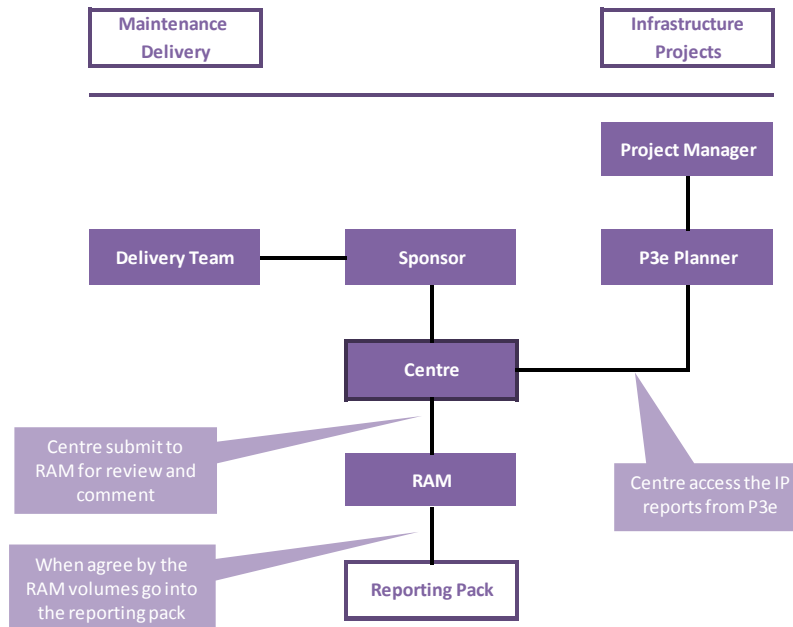 Maintenance
Delivery
Infrastructure
Projects
Project Manager
Delivery Team
Sponsor
P3e Planner
Centre
Centre submit to
RAM for review and
comment
RAM
Centre access the IP
reports from P3e
When agree by the
RAM volumes go into
the reporting pack
Reporting Pack